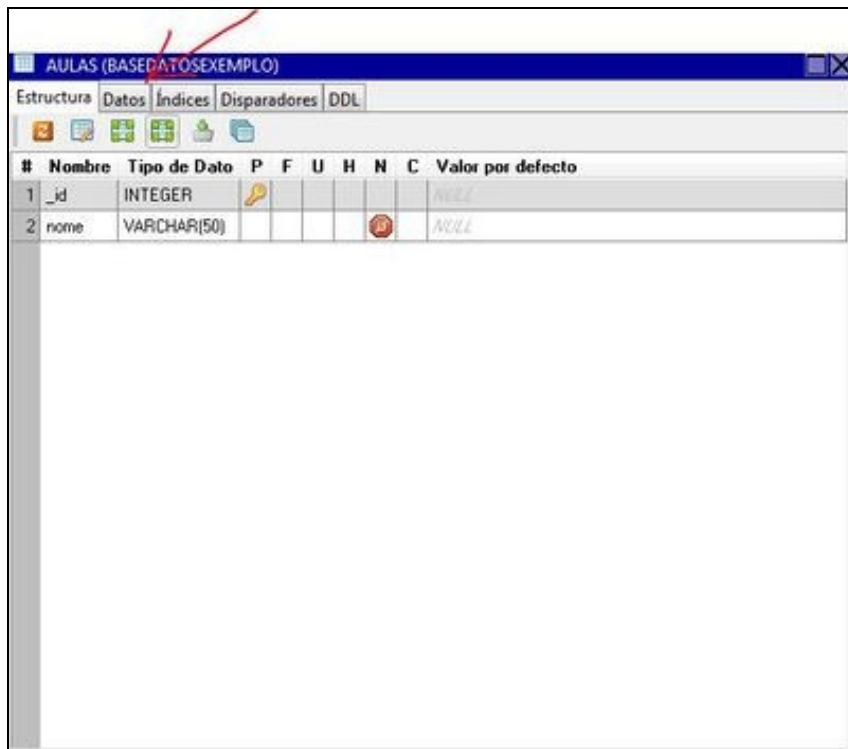 AULAS (BASEDATOSEXEMPLO)
Estructura Datos Índices Disparadores DDL
# Nombre Tipo de Dato P F U H N C Valor por defecto
1 _id INTEGER NULL
2 nome VARCHAR(50) NULL